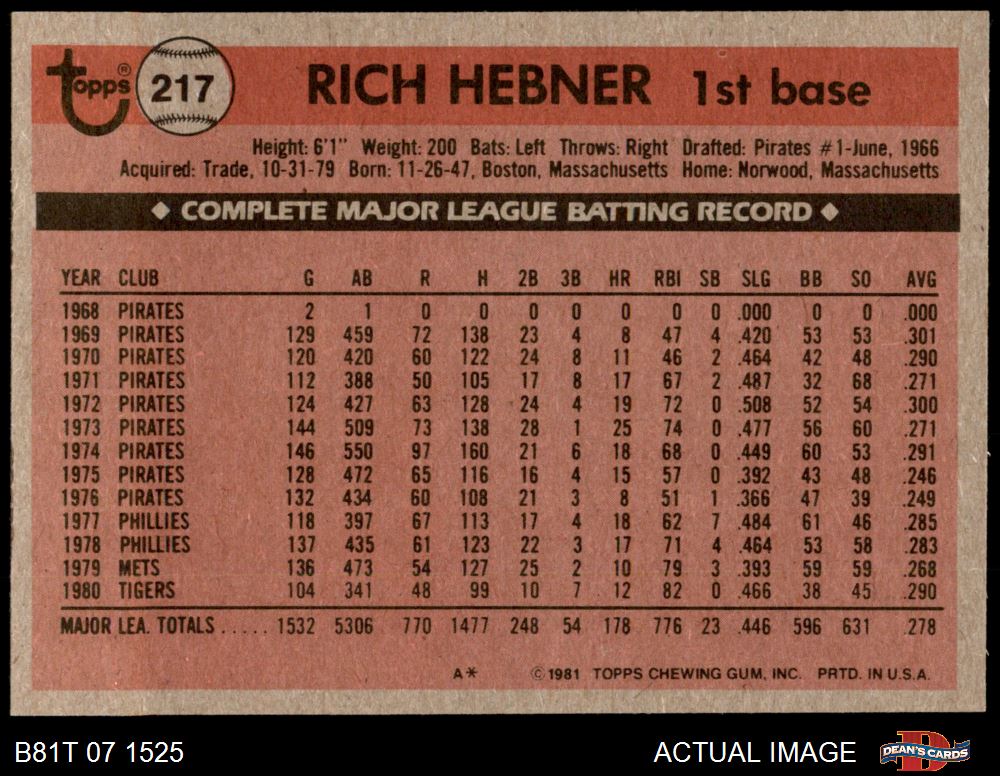 Topps® 217 RICH HEBNER 1st base
Height: 6'1" Weight: 200 Bats: Left Throws: Right Drafted: Pirates #1-June, 1966
Acquired: Trade, 10-31-79 Born: 11-26-47, Boston, Massachusetts Home: Norwood, Massachusetts
◆ COMPLETE MAJOR LEAGUE BATTING RECORD ◆
YEAR CLUB G AB R H 2B 3B HR RBI SB SLG BB SO AVG
1968 PIRATES 2 1 0 0 0 0 0 0 0 .000 0 0 .000
1969 PIRATES 129 459 72 138 23 4 8 47 4 .420 53 53 .301
1970 PIRATES 120 420 60 122 24 8 11 46 2 .464 42 48 .290
1971 PIRATES 112 388 50 105 17 8 17 67 2 .487 32 68 .271
1972 PIRATES 124 427 63 128 24 4 19 72 0 .508 52 54 .300
1973 PIRATES 144 509 73 138 28 1 25 74 0 .477 56 60 .271
1974 PIRATES 146 550 97 160 21 6 18 68 0 .449 60 53 .291
1975 PIRATES 128 472 65 116 16 4 15 57 0 .392 43 48 .246
1976 PIRATES 132 434 60 108 21 3 8 51 1 .366 47 39 .249
1977 PHILLIES 118 397 67 113 17 4 18 62 7 .484 61 46 .285
1978 PHILLIES 137 435 61 123 22 3 17 71 4 .464 53 58 .283
1979 METS 136 473 54 127 25 2 10 79 3 .393 59 59 .268
1980 TIGERS 104 341 48 99 10 7 12 82 0 .466 38 45 .290
MAJOR LEA. TOTALS ..... 1532 5306 770 1477 248 54 178 776 23 .446 596 631 .278
A* ©1981 TOPPS CHEWING GUM, INC. PRTD. IN U.S.A.
B81T 07 1525 ACTUAL IMAGE DEAN'S CARDS